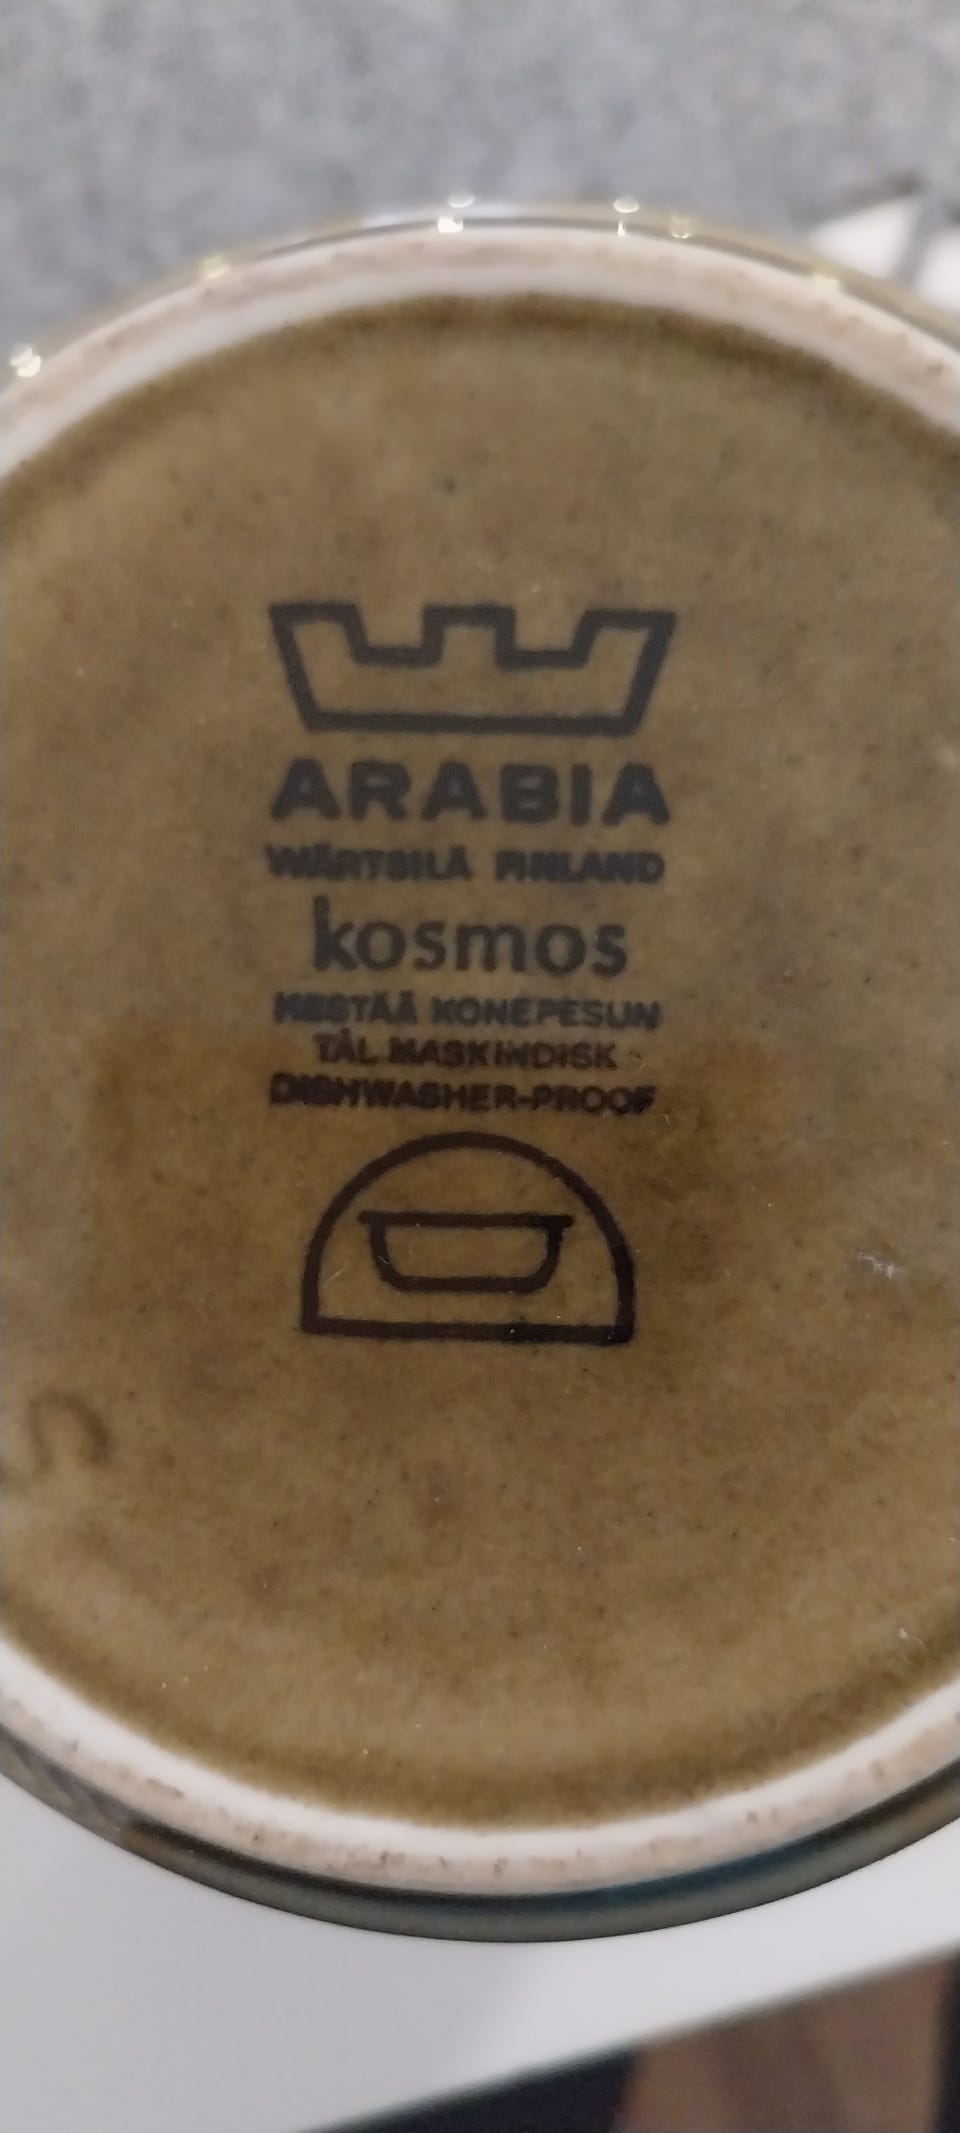 ARABIA
WÄRTSILÄ FINLAND
kosmos
KESTÄÄ KONEPESUN
TÅL MASKINDISK
DISHWASHER-PROOF